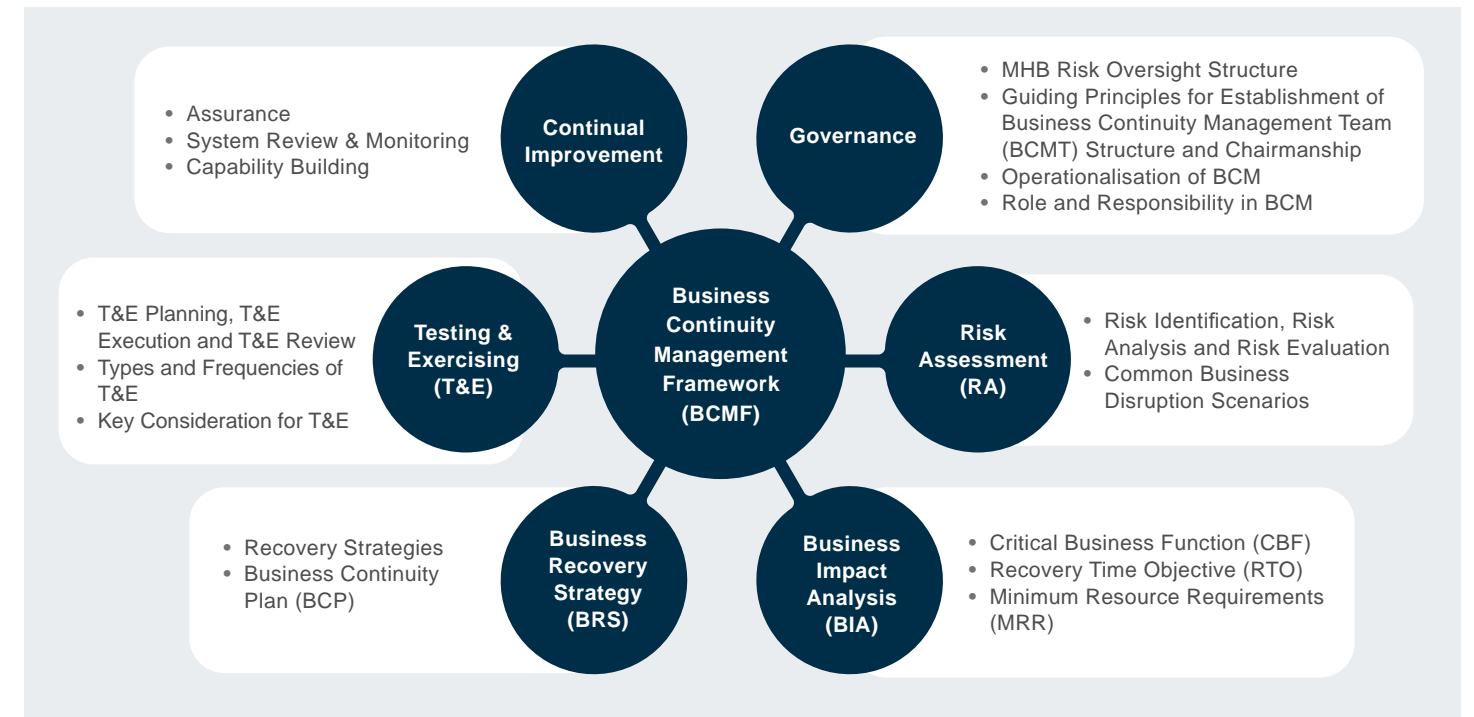 Continual
Improvement
• Assurance
• System Review & Monitoring
• Capability Building
Governance
• MHB Risk Oversight Structure
• Guiding Principles for Establishment of
Business Continuity Management Team
(BCMT) Structure and Chairmanship
• Operationalisation of BCM
• Role and Responsibility in BCM
Testing &
Exercising
(T&E)
• T&E Planning, T&E
Execution and T&E Review
• Types and Frequencies of
T&E
• Key Consideration for T&E
Business
Continuity
Management
Framework
(BCMF)
Risk
Assessment
(RA)
• Risk Identification, Risk
Analysis and Risk Evaluation
• Common Business
Disruption Scenarios
Business
Recovery
Strategy
(BRS)
• Recovery Strategies
• Business Continuity
Plan (BCP)
Business
Impact
Analysis
(BIA)
• Critical Business Function (CBF)
• Recovery Time Objective (RTO)
• Minimum Resource Requirements
(MRR)